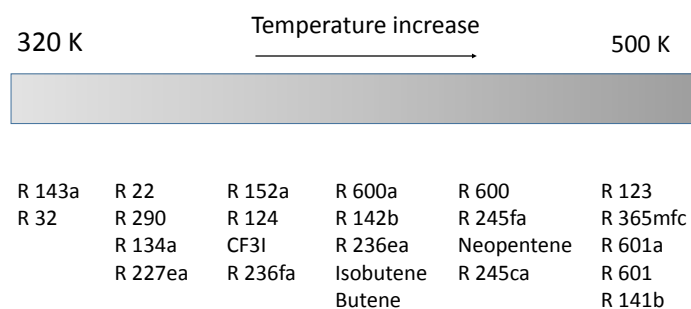 Temperature increase
320 K 500 K
R 143a R 22 R 152a R 600a R 600 R 123
R 32 R 290 R 124 R 142b R 245fa R 365mfc
R 134a CF3I R 236ea Neopentene R 601a
R 227ea R 236fa Isobutene R 245ca R 601
Butene R 141b